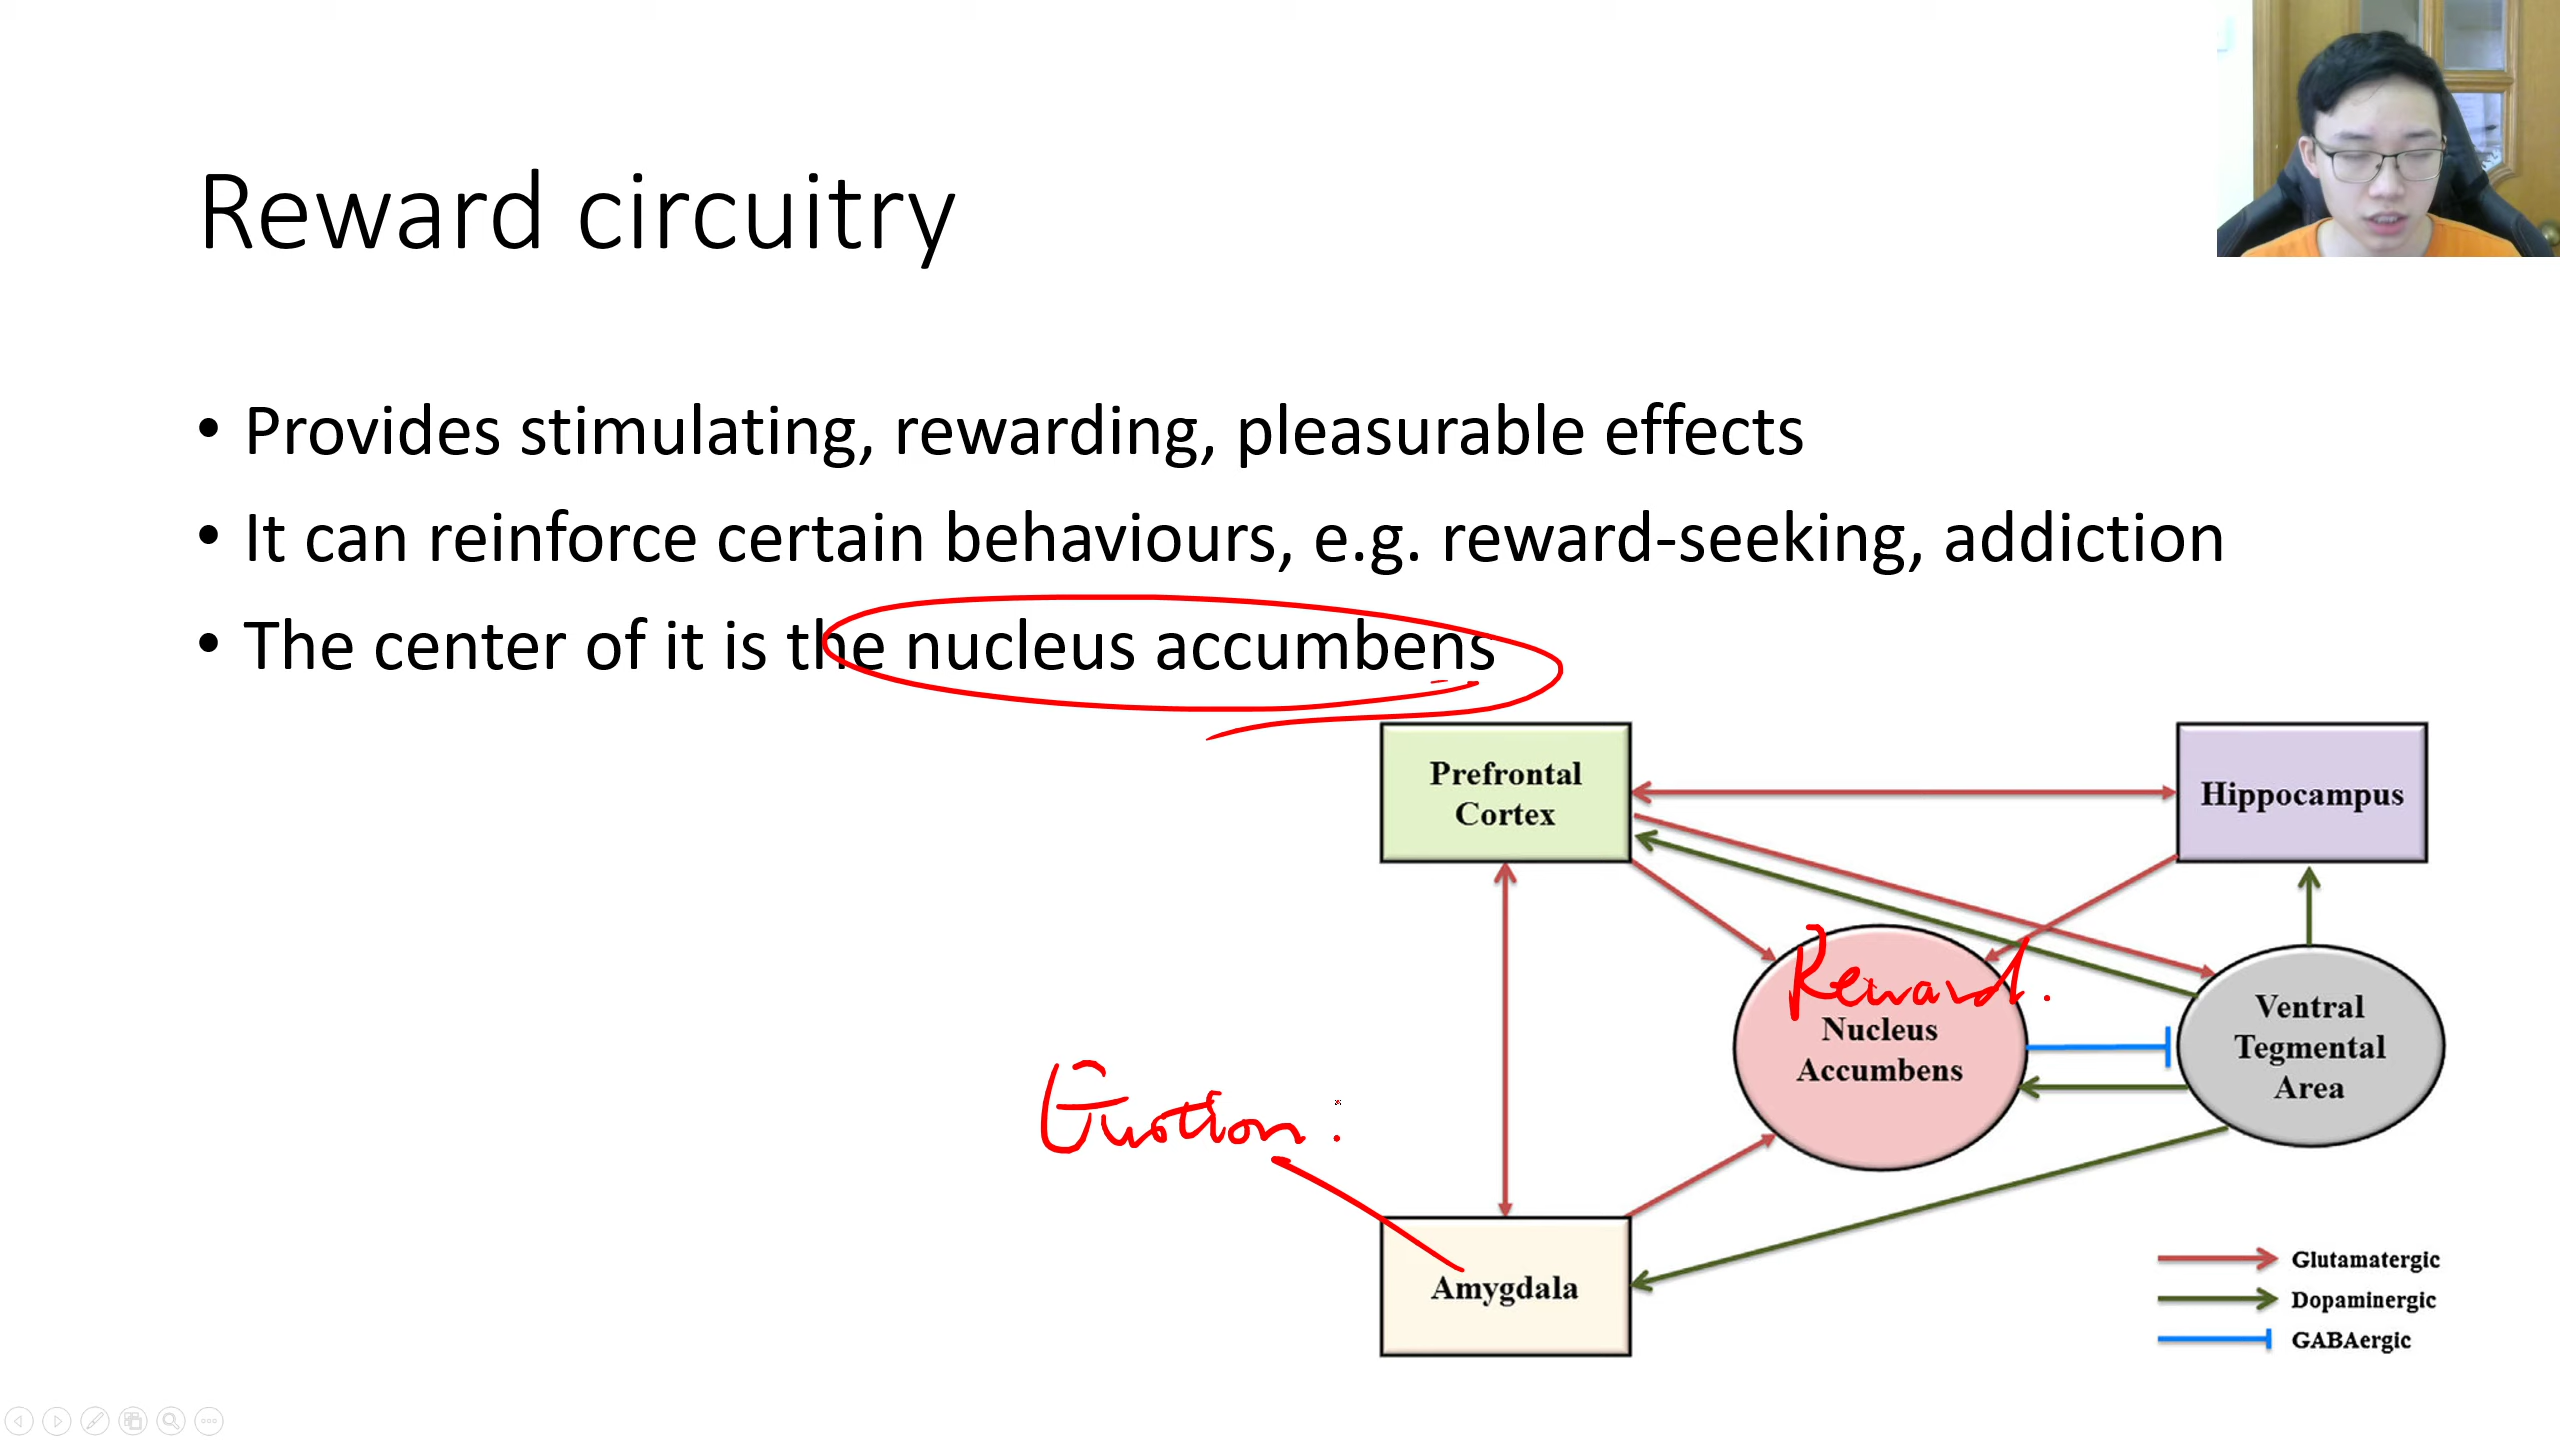 Reward circuitry
• Provides stimulating, rewarding, pleasurable effects
• It can reinforce certain behaviours, e.g. reward-seeking, addiction
• The center of it is the nucleus accumbens
Prefrontal
Cortex
Hippocampus
Reward.
Nucleus
Accumbens
Ventral
Tegmental
Area
Emotion:
Amygdala
Glutamatergic
Dopaminergic
GABAergic